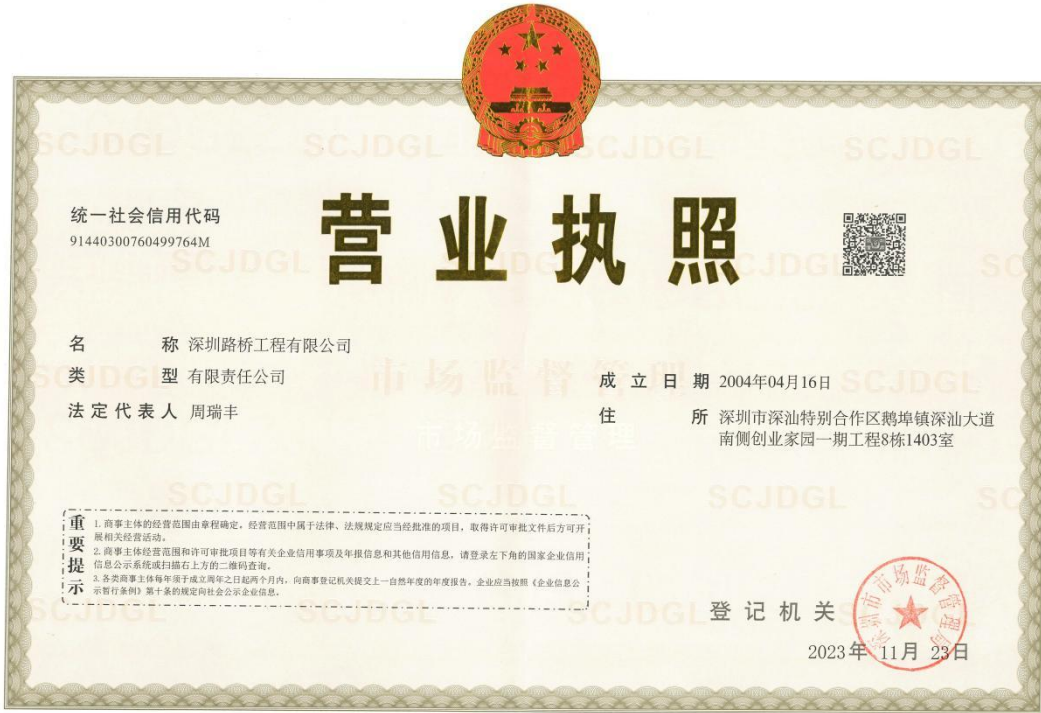 统一社会信用代码
91440300760499764M
营业执照
名称 深圳路桥工程有限公司
类型 有限责任公司
法定代表人 周瑞丰
成立日期 2004年04月16日
住所 深圳市深汕特别合作区鹅埠镇深汕大道
南侧创业家园一期工程8栋1403室
重要提示
1. 商事主体的经营范围由章程确定。经营范围中属于法律、法规规定应当经批准的项目，取得许可审批文件后方可开
展相关经营活动。
2. 商事主体经营范围和许可审批项目等有关企业信用事项及年报信息和其他信用信息，请登录左下角的国家企业信用
信息公示系统或扫描右上方的二维码查询。
3. 各类商事主体每年须于成立周年之日起两个月内，向商事登记机关提交上一自然年度的年度报告。企业应当按照《企业信息公
示暂行条例》第十条的规定向社会公示企业信息。
登记机关
深圳市市场监督管理局
2023年11月23日
SCJDGL
市场监督管理